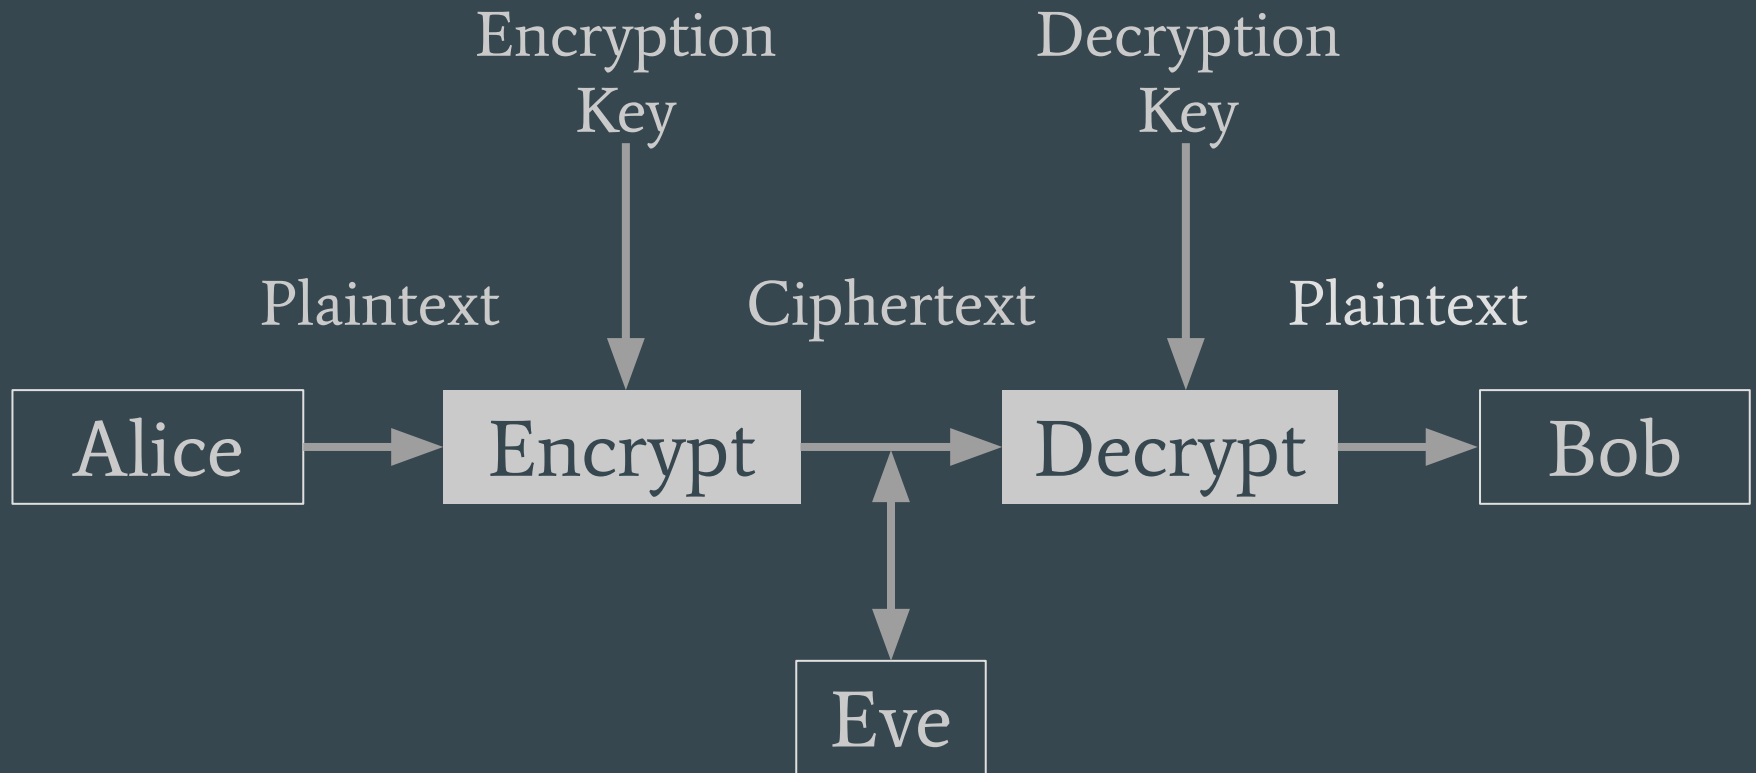 Encryption
Key
Decryption
Key
Plaintext
Ciphertext
Plaintext
Alice
Encrypt
Decrypt
Bob
Eve